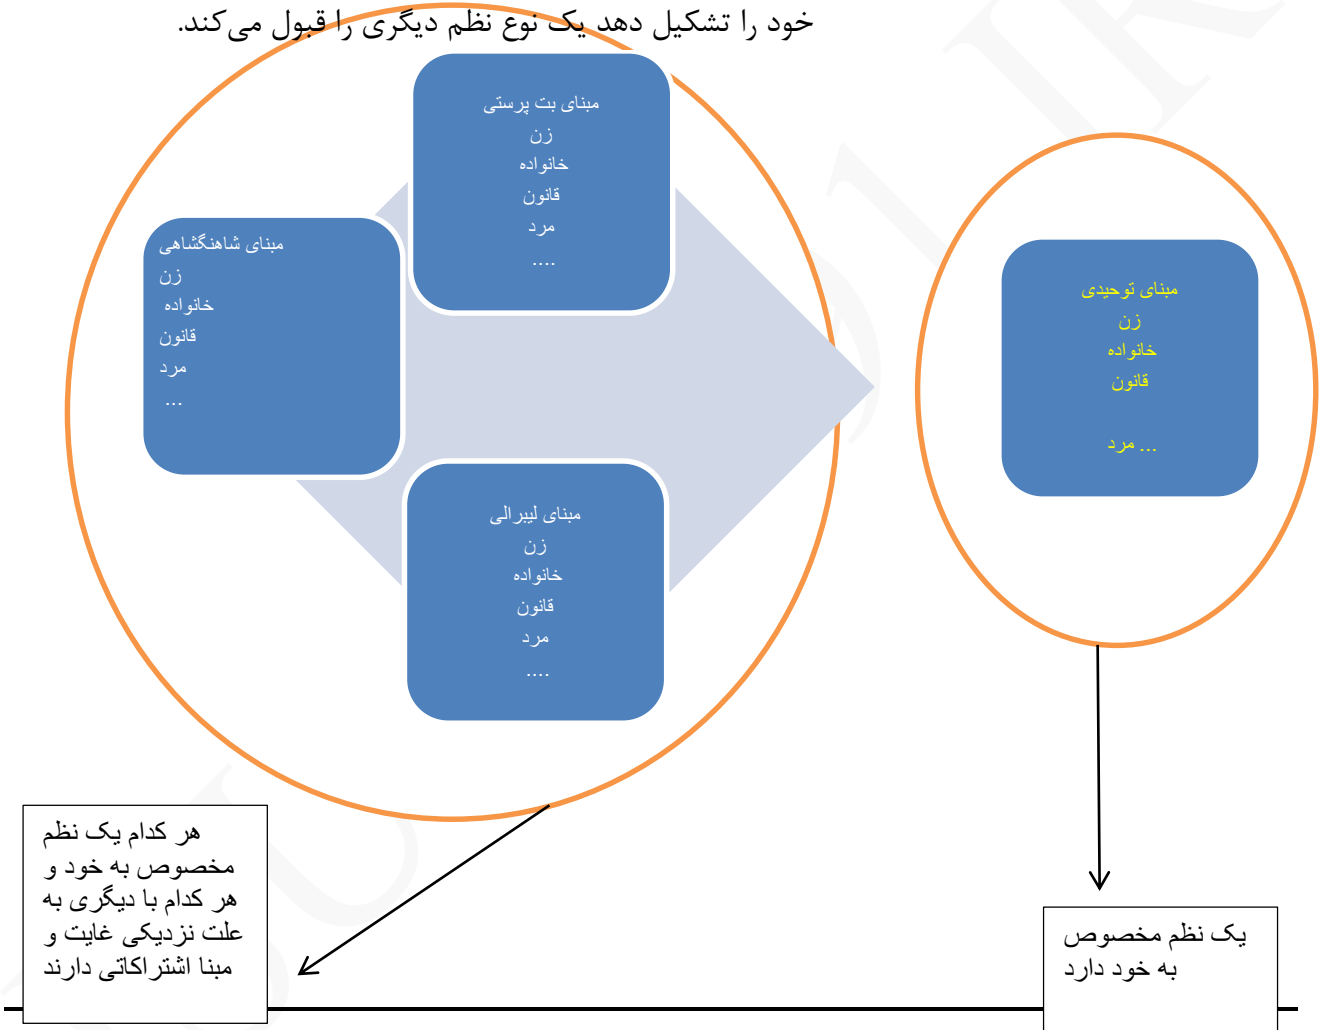 خود را تشکیل دهد یک نوع نظم دیگری را قبول می‌کند.
مبنای بت پرستی
زن
خانواده
قانون
مرد
....
مبنای توحیدی
زن
خانواده
قانون
... مرد
مبنای شاهنگشاهی
زن
خانواده
قانون
مرد
...
مبنای لیبرالی
زن
خانواده
قانون
مرد
....
یک نظم مخصوص
به خود دارد
هر کدام یک نظم
مخصوص به خود و
هر کدام با دیگری به
علت نزدیکی غایت و
مبنا اشتراکاتی دارند